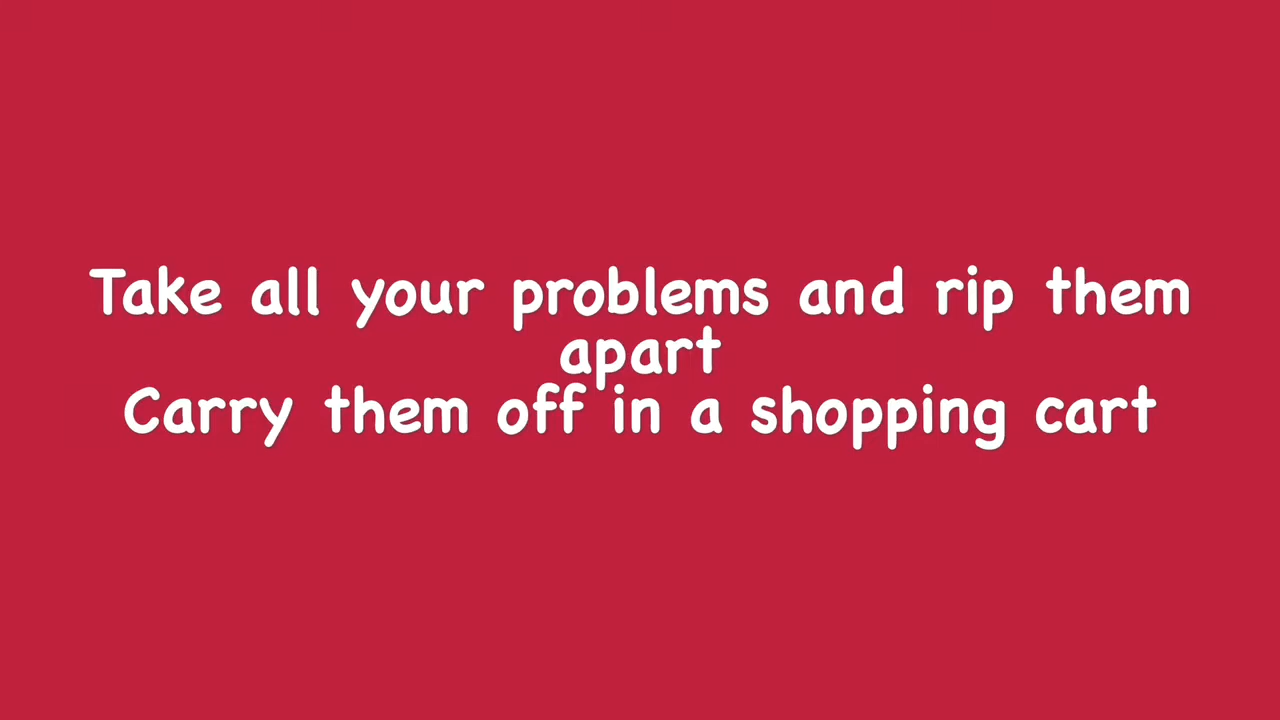 Take all your problems and rip them
apart
Carry them off in a shopping cart